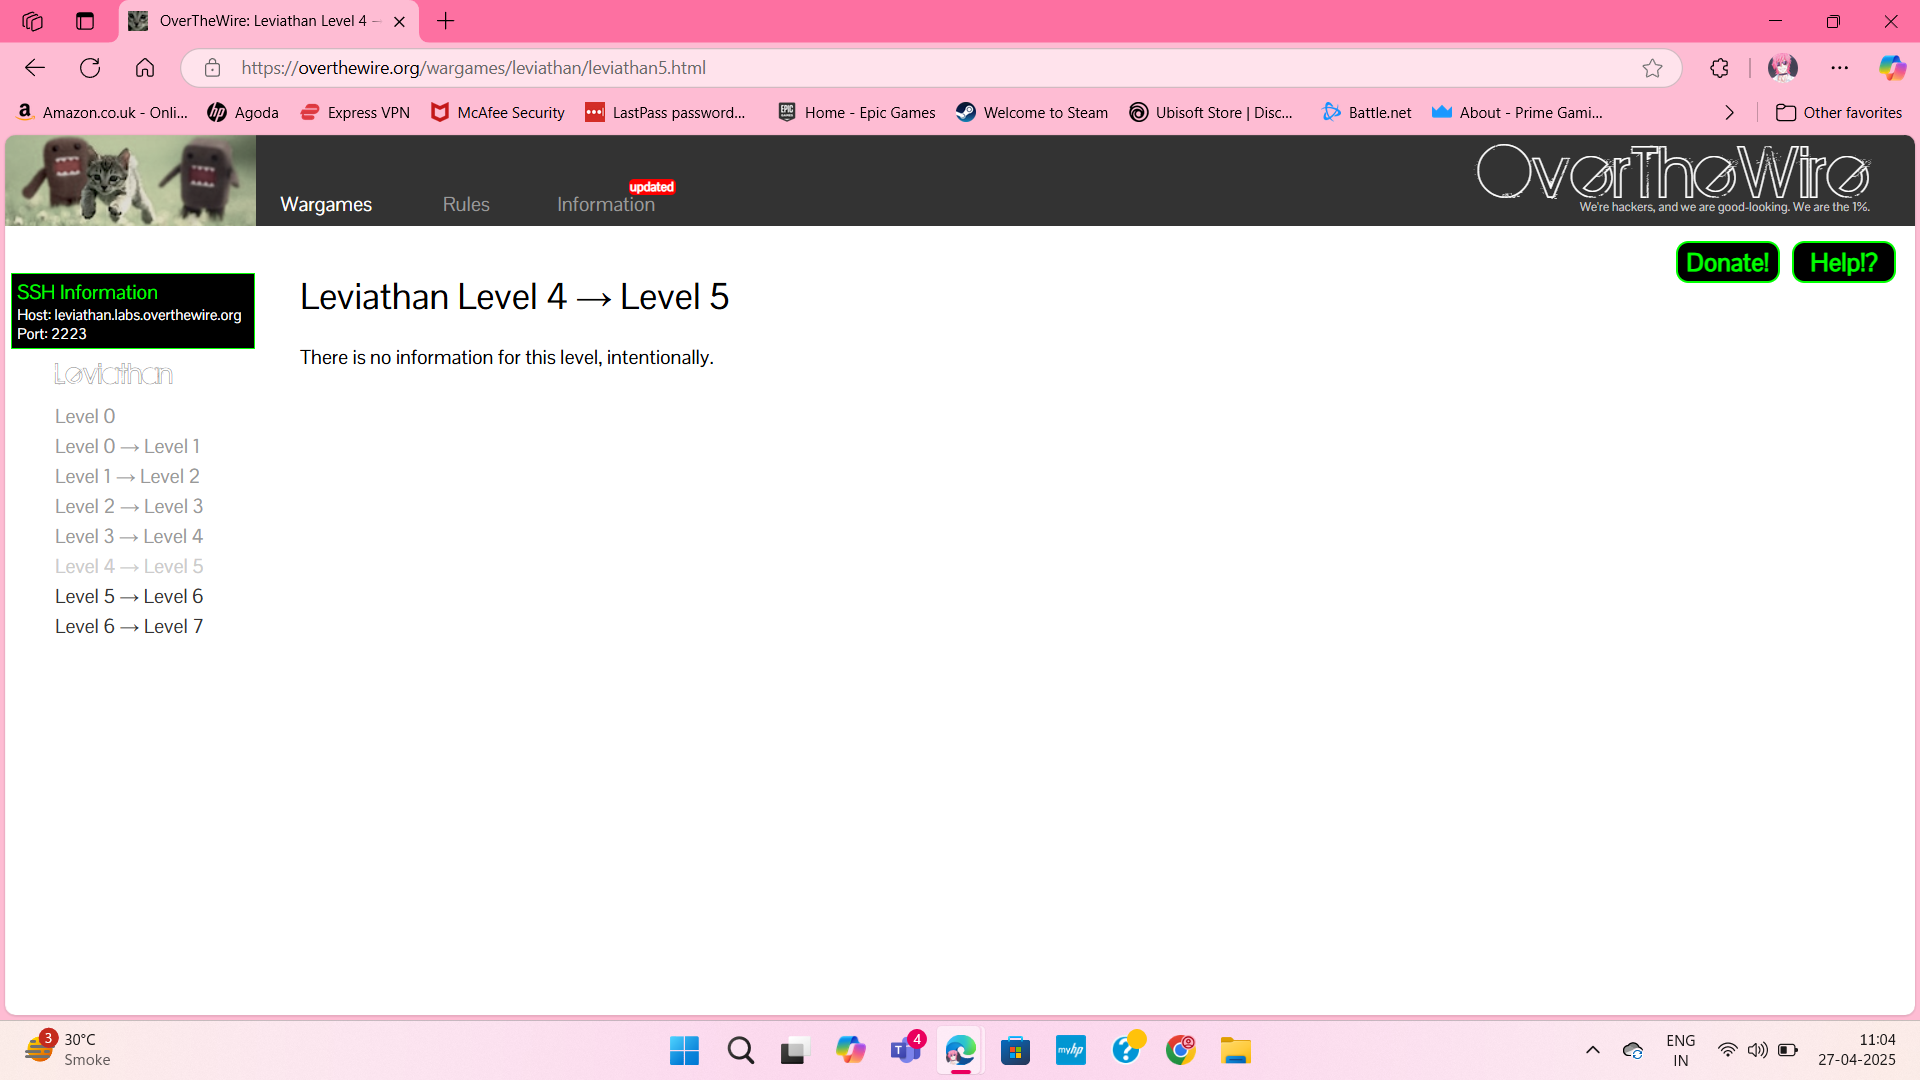 OverTheWire: Leviathan Level 4
https://overthewire.org/wargames/leviathan/leviathan5.html
Amazon.co.uk - Onli... Agoda Express VPN McAfee Security LastPass password... Home - Epic Games Welcome to Steam Ubisoft Store | Disc... Battle.net About - Prime Gami... Other favorites
updated
Wargames Rules Information
OverTheWire
We're hackers, and we are good-looking. We are the 1%.
Donate! Help!?
SSH Information
Host: leviathan.labs.overthewire.org
Port: 2223
Leviathan
Level 0
Level 0 → Level 1
Level 1 → Level 2
Level 2 → Level 3
Level 3 → Level 4
Level 4 → Level 5
Level 5 → Level 6
Level 6 → Level 7
Leviathan Level 4 → Level 5
There is no information for this level, intentionally.
3
30°C
Smoke
4
myhp
ENG
IN
11:04
27-04-2025